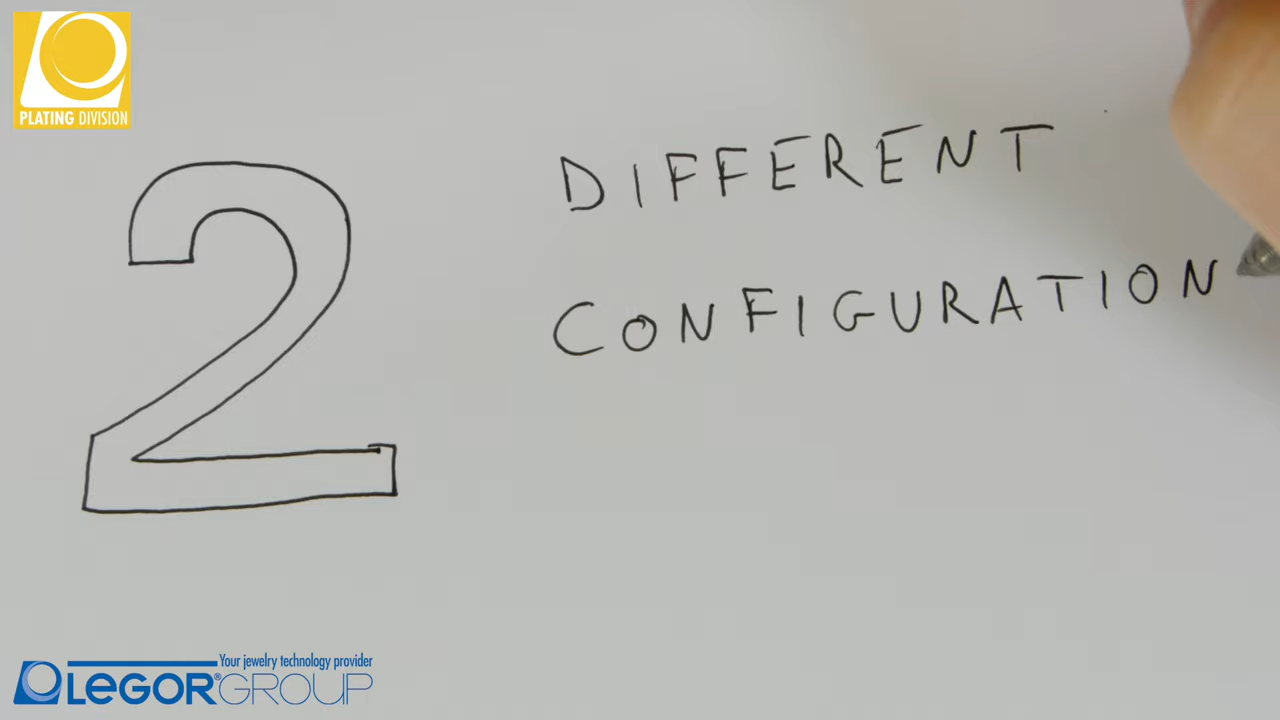 PLATING DIVISION
2
DIFFERENT
CONFIGURATION
Your jewelry technology provider
LEGOR®GROUP